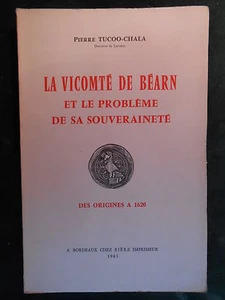 PIERRE TUCOO-CHALA
Docteur ès Lettres
LA VICOMTÉ DE BÉARN
ET LE PROBLÈME
DE SA SOUVERAINETÉ
DES ORIGINES A 1620
A BORDEAUX CHEZ BIÈRE IMPRIMEUR
1961